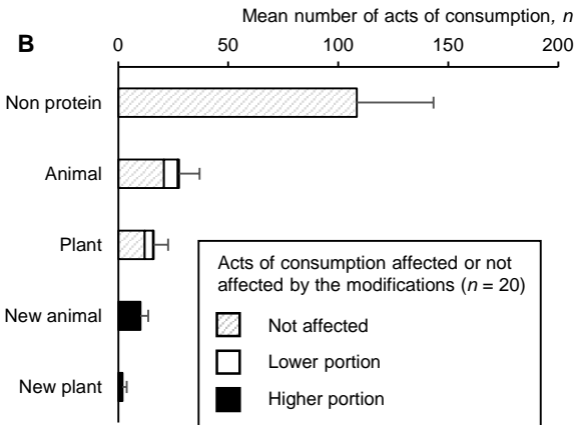 Mean number of acts of consumption, n
B
0 50 100 150 200
Non protein
Animal
Plant
New animal
New plant
Acts of consumption affected or not
affected by the modifications (n = 20)
Not affected
Lower portion
Higher portion